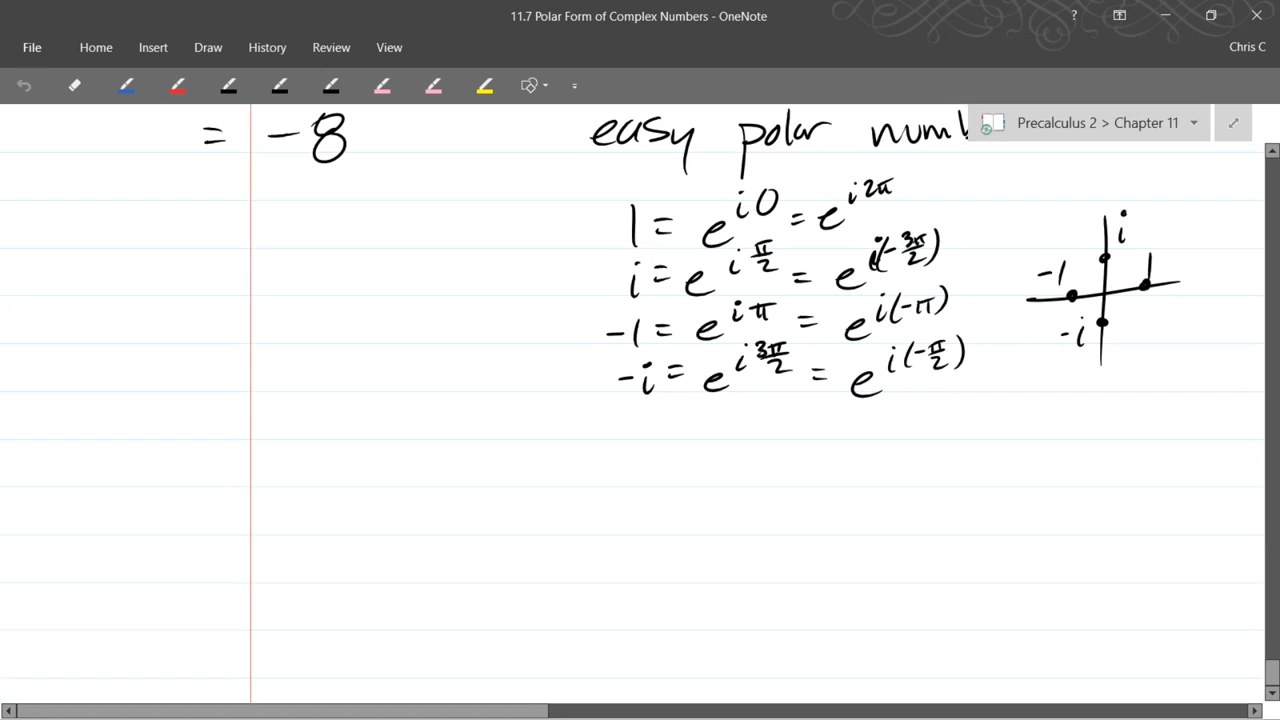 11.7 Polar Form of Complex Numbers - OneNote
?
File Home Insert Draw History Review View
Chris C
Precalculus 2 > Chapter 11
= -8
easy polar
1 = e^{i0} = e^{i2π}
i = e^{iπ/2} = e^{i(-3π/2)}
-1 = e^{iπ} = e^{i(-π)}
-i = e^{i3π/2} = e^{i(-π/2)}
i
-1 1
-i